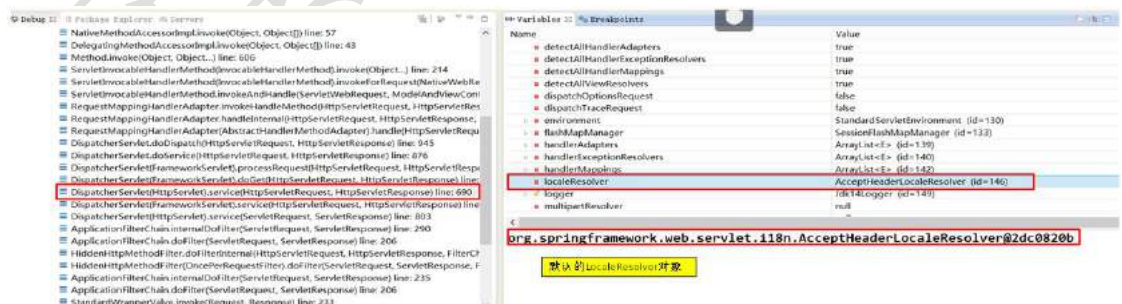 Debug Package Explorer Servers
NativeMethodAccessorImpl.invoke(Object, Object[]) line: 57
DelegatingMethodAccessorImpl.invoke(Object, Object[]) line: 43
Method.invoke(Object, Object...) line: 606
ServletInvocableHandlerMethod(InvocableHandlerMethod).invoke(Object...) line: 214
ServletInvocableHandlerMethod(InvocableHandlerMethod).invokeForRequest(NativeWebRe
ServletInvocableHandlerMethod.invokeAndHandle(ServletWebRequest, ModelAndViewCont
RequestMappingHandlerAdapter.invokeHandleMethod(HttpServletRequest, HttpServletRes
RequestMappingHandlerAdapter.handleInternal(HttpServletRequest, HttpServletResponse,
RequestMappingHandlerAdapter(AbstractHandlerMethodAdapter).handle(HttpServletRequ
DispatcherServlet.doDispatch(HttpServletRequest, HttpServletResponse) line: 945
DispatcherServlet.doService(HttpServletRequest, HttpServletResponse) line: 876
DispatcherServlet(FrameworkServlet).processRequest(HttpServletRequest, HttpServletRespo
DispatcherServlet(FrameworkServlet).doGet(HttpServletRequest, HttpServletResponse) line:
DispatcherServlet(HttpServlet).service(HttpServletRequest, HttpServletResponse) line: 690
DispatcherServlet(FrameworkServlet).service(HttpServletRequest, HttpServletResponse) line
DispatcherServlet(HttpServlet).service(ServletRequest, ServletResponse) line: 803
ApplicationFilterChain.internalDoFilter(ServletRequest, ServletResponse) line: 290
ApplicationFilterChain.doFilter(ServletRequest, ServletResponse) line: 206
HiddenHttpMethodFilter.doFilterInternal(HttpServletRequest, HttpServletResponse, FilterCh
HiddenHttpMethodFilter(OncePerRequestFilter).doFilter(ServletRequest, ServletResponse, F
ApplicationFilterChain.internalDoFilter(ServletRequest, ServletResponse) line: 235
ApplicationFilterChain.doFilter(ServletRequest, ServletResponse) line: 206
StandardWrapperValve.invoke(Request, Response) line: 233
Variables Breakpoints
Name Value
detectAllHandlerAdapters true
detectAllHandlerExceptionResolvers true
detectAllHandlerMappings true
detectAllViewResolvers true
dispatchOptionsRequest false
dispatchTraceRequest false
environment StandardServletEnvironment (id=130)
flashMapManager SessionFlashMapManager (id=133)
handlerAdapters ArrayList<E> (id=139)
handlerExceptionResolvers ArrayList<E> (id=140)
handlerMappings ArrayList<E> (id=142)
localeResolver AcceptHeaderLocaleResolver (id=146)
logger Jdk14Logger (id=149)
multipartResolver null
org.springframework.web.servlet.i18n.AcceptHeaderLocaleResolver@2dc0820b
默认的LocaleResolver对象